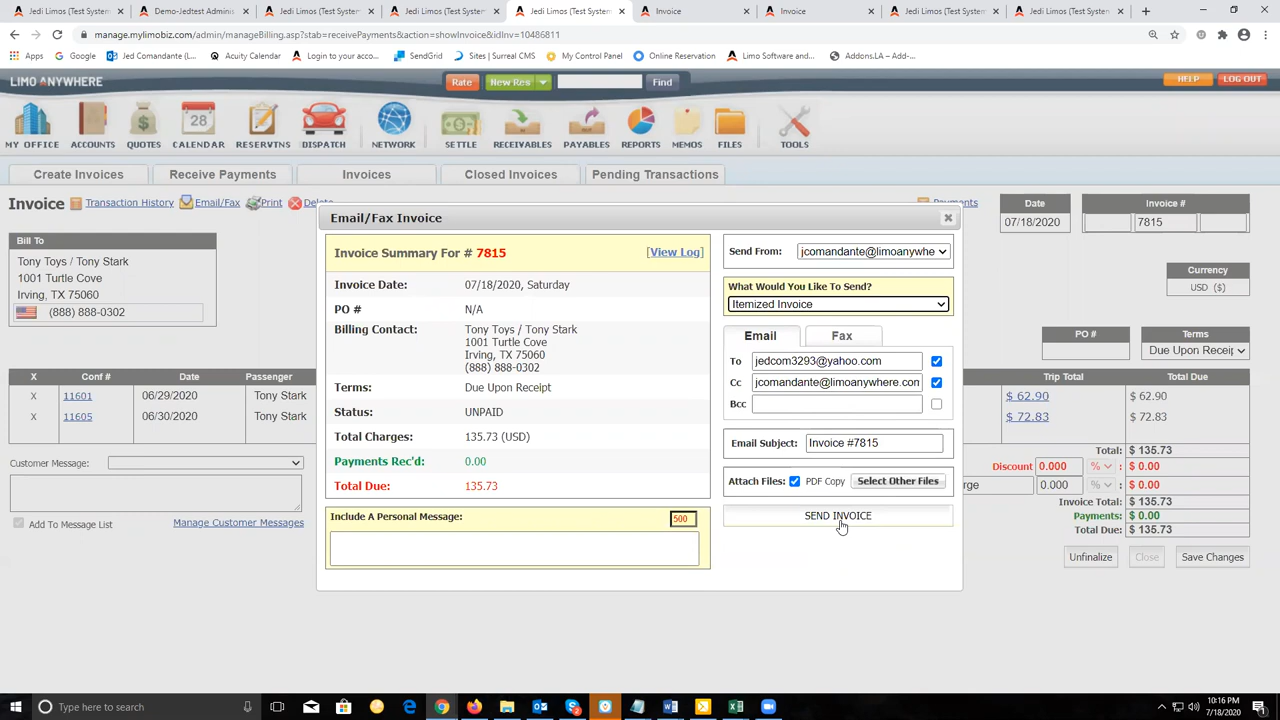 Jedi Limos (Test System
Demo-Jedtest Adminis
Jedi Limos (Test System
Jedi Limos (Test System
Jedi Limos (Test System
Invoice
Invoice
Jedi Limos (Test System
Jedi Limos (Test System
manage.mylimobiz.com/admin/manageBilling.asp?stab=receivePayments&action=showInvoice&idInv=10486811
Apps
Google
Jed Comandante (L
Acuity Calendar
Login to your acco...
SendGrid
Sites | Surreal CMS
My Control Panel
Online Reservation
Limo Software and...
Addons.LA – Add-...
LIMO ANYWHERE
Rate
New Res
Find
HELP
LOG OUT
28
MY OFFICE
ACCOUNTS
QUOTES
CALENDAR
RESERVTNS
DISPATCH
NETWORK
SETTLE
RECEIVABLES
PAYABLES
REPORTS
MEMOS
FILES
TOOLS
Create Invoices
Receive Payments
Invoices
Closed Invoices
Pending Transactions
Invoice
Transaction History
Email/Fax
Print
Delete
Payments
Date
07/18/2020
Invoice #
7815
Bill To
Tony Toys / Tony Stark
1001 Turtle Cove
Irving, TX 75060
(888) 888-0302
Currency
USD ($)
PO #
Terms
Due Upon Receip
X Conf # Date Passenger
X 11601 06/29/2020 Tony Stark
X 11605 06/30/2020 Tony Stark
Trip Total Total Due
$ 62.90 $ 62.90
$ 72.83 $ 72.83
Customer Message:
Add To Message List
Manage Customer Messages
Total: $ 135.73
Discount 0.000 % : $ 0.00
rge 0.000 % : $ 0.00
Invoice Total: $ 135.73
Payments: $ 0.00
Total Due: $ 135.73
Unfinalize
Close
Save Changes
Email/Fax Invoice
Invoice Summary For # 7815
[View Log]
Invoice Date: 07/18/2020, Saturday
PO # N/A
Billing Contact: Tony Toys / Tony Stark
1001 Turtle Cove
Irving, TX 75060
(888) 888-0302
Terms: Due Upon Receipt
Status: UNPAID
Total Charges: 135.73 (USD)
Payments Rec'd: 0.00
Total Due: 135.73
Include A Personal Message:
500
Send From: jcomandante@limoanywhe
What Would You Like To Send?
Itemized Invoice
Email
Fax
To jedcom3293@yahoo.com
Cc jcomandante@limoanywhere.com
Bcc
Email Subject: Invoice #7815
Attach Files: PDF Copy Select Other Files
SEND INVOICE
Type here to search
10:16 PM
7/18/2020